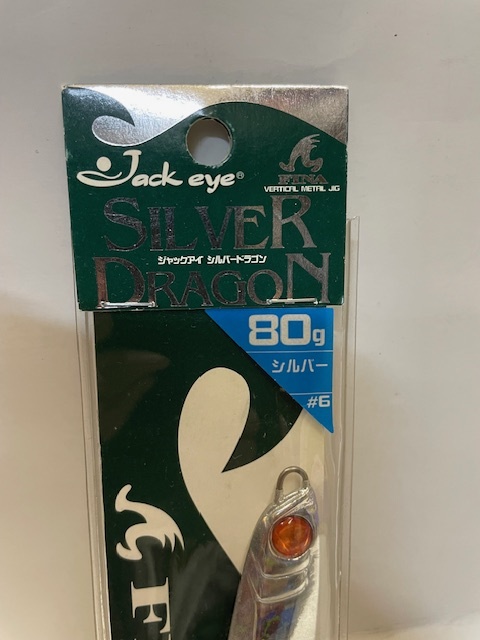 Jack eye®
FINA
VERTICAL METAL JIG
SILVER
ジャックアイ シルバードラゴン
DRAGON
80g
シルバー
#6
F